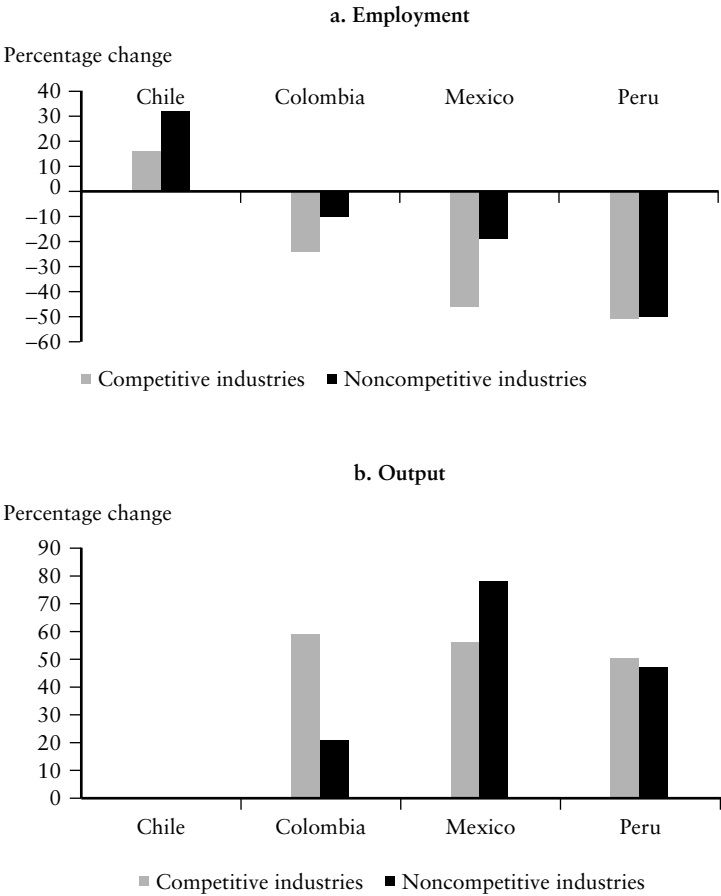 a. Employment
Percentage change
40
30
20
10
0
–10
–20
–30
–40
–50
–60
Chile Colombia Mexico Peru
Competitive industries Noncompetitive industries
b. Output
Percentage change
90
80
70
60
50
40
30
20
10
0
Chile Colombia Mexico Peru
Competitive industries Noncompetitive industries